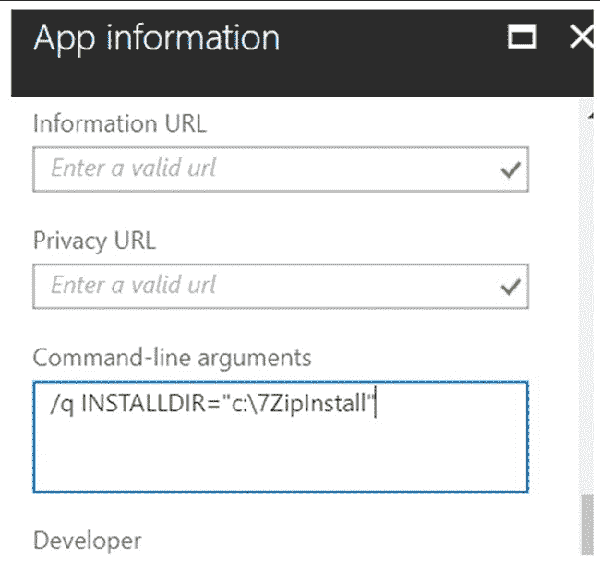 App information
Information URL
Enter a valid url
Privacy URL
Enter a valid url
Command-line arguments
/q INSTALLDIR="c:\7ZipInstall"
Developer